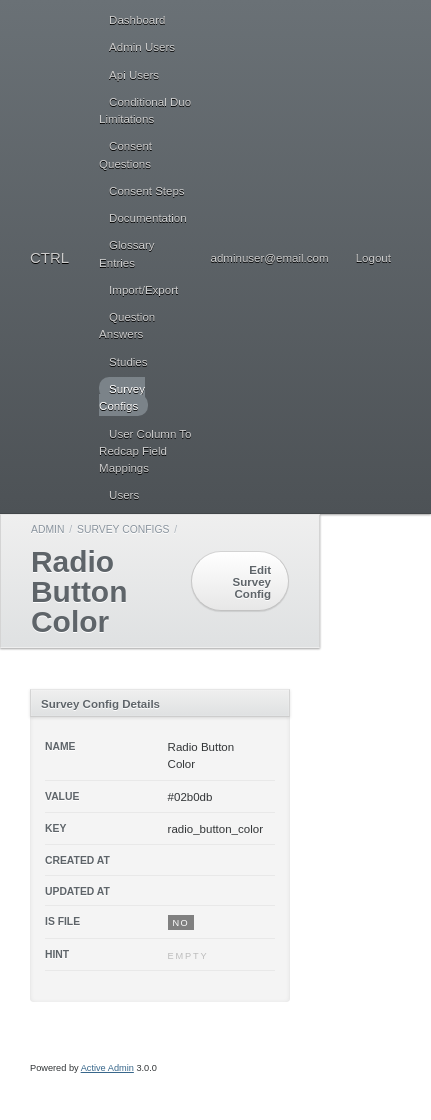 CTRL
Dashboard
Admin Users
Api Users
Conditional Duo
Limitations
Consent
Questions
Consent Steps
Documentation
Glossary
Entries
Import/Export
Question
Answers
Studies
Survey
Configs
User Column To
Redcap Field
Mappings
Users
adminuser@email.com
Logout
ADMIN / SURVEY CONFIGS /
Radio
Button
Color
Edit
Survey
Config
Survey Config Details
NAME Radio Button
Color
VALUE #02b0db
KEY radio_button_color
CREATED AT
UPDATED AT
IS FILE NO
HINT EMPTY
Powered by Active Admin 3.0.0